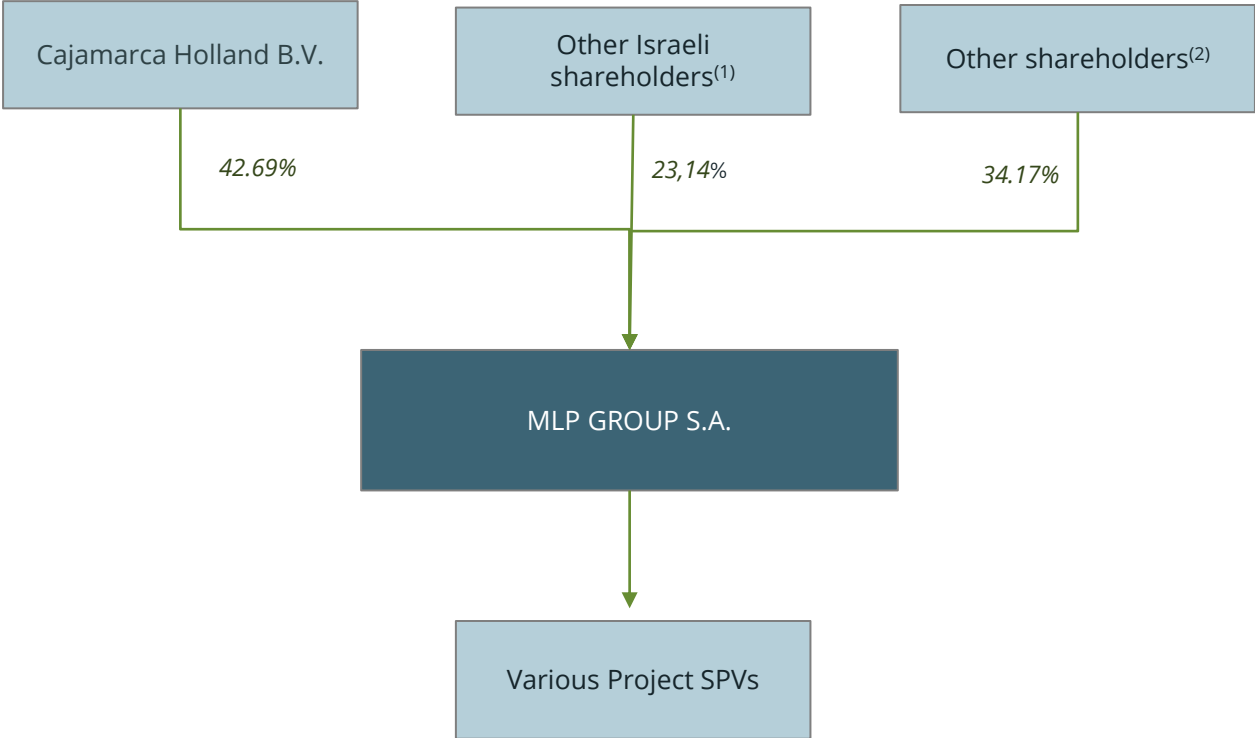 Cajamarca Holland B.V.
Other Israeli
shareholders(1)
Other shareholders(2)
42.69%
23,14%
34.17%
MLP GROUP S.A.
Various Project SPVs